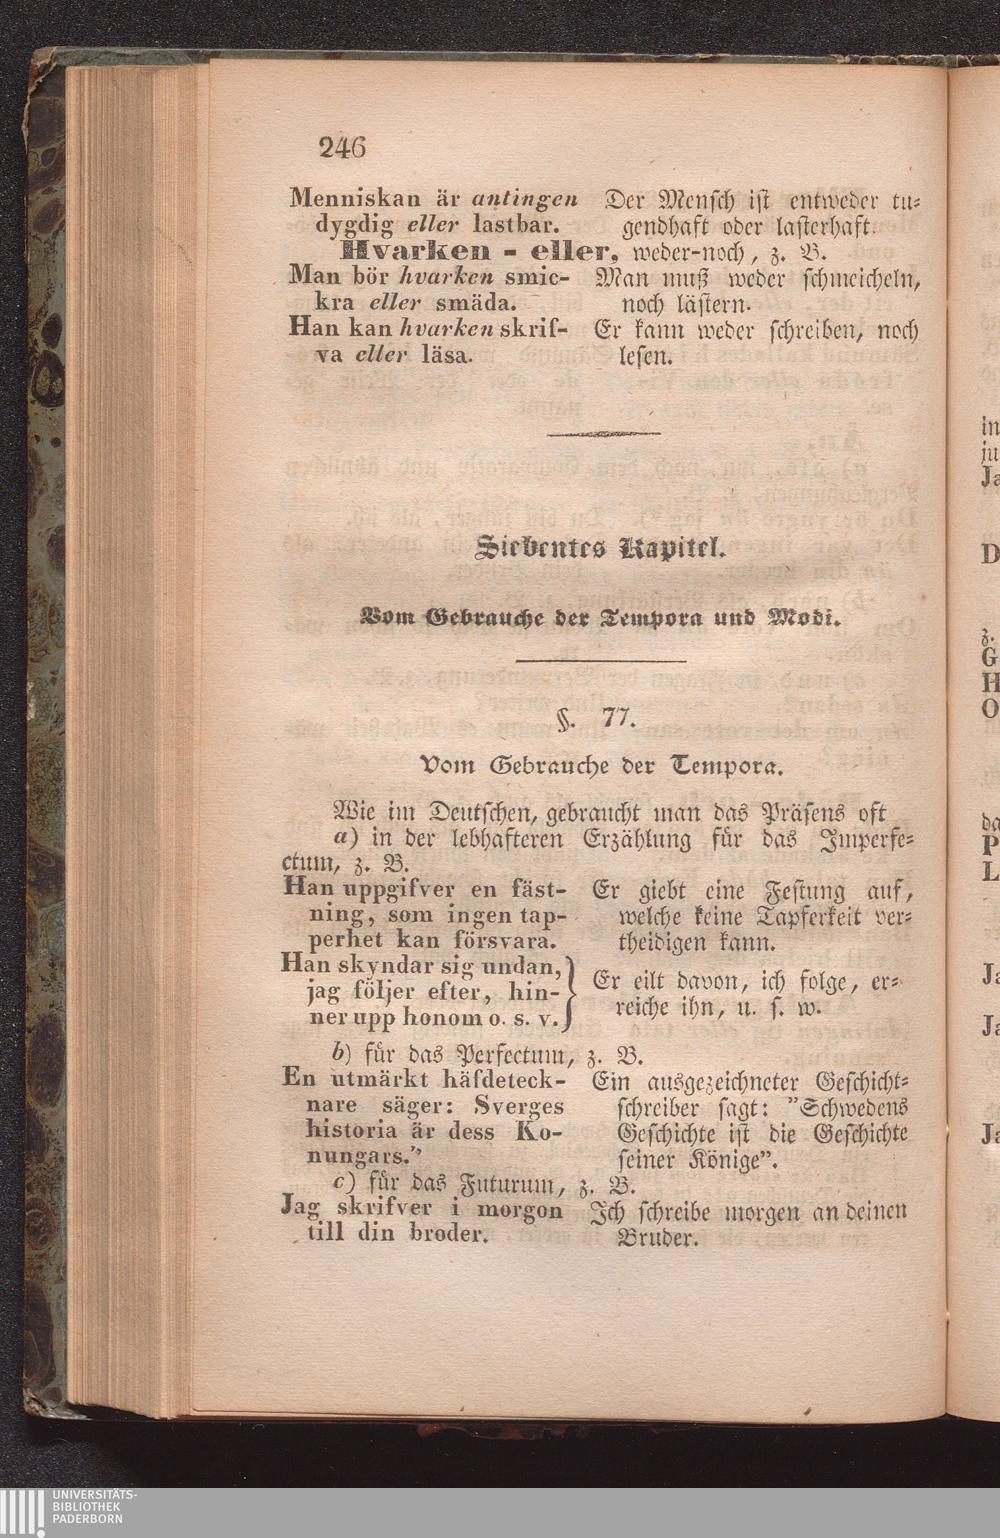 246
Menniskan är antingen Der Mensch ist entweder tu-
dygdig eller lastbar. gendhaft oder lasterhaft.
Hvarken - eller, weder-noch, z. B.
Man bör hvarken smic- Man muß weder schmeicheln,
kra eller smäda. noch lästern.
Han kan hvarken skrif- Er kann weder schreiben, noch
va eller läsa. lesen.
Siebentes Kapitel.
Vom Gebrauche der Tempora und Modi.
§. 77.
Vom Gebrauche der Tempora.
Wie im Deutschen, gebraucht man das Präsens oft
a) in der lebhafteren Erzählung für das Imperfe-
ctum, z. B.
Han uppgifver en fäst- Er giebt eine Festung auf,
ning, som ingen tap- welche keine Tapferkeit ver-
perhet kan försvara. theidigen kann.
Han skyndar sig undan,
jag följer efter, hin- Er eilt davon, ich folge, er-
ner upp honom o. s. v. reiche ihn, u. s. w.
b) für das Perfectum, z. B.
En utmärkt häfdeteck- Ein ausgezeichneter Geschicht-
nare säger: Sverges schreiber sagt: ”Schwedens
historia är dess Ko- Geschichte ist die Geschichte
nungars.” seiner Könige”.
c) für das Futurum, z. B.
Jag skrifver i morgon Ich schreibe morgen an deinen
till din broder. Bruder.
UNIVERSITÄTS-
BIBLIOTHEK
PADERBORN